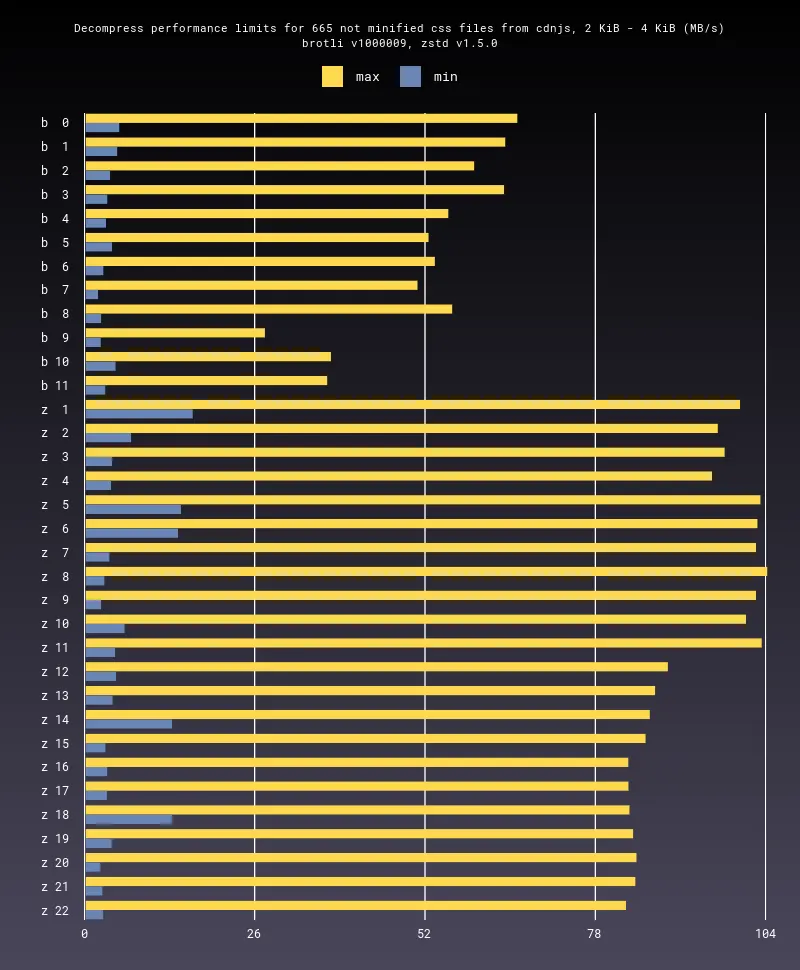 Decompress performance limits for 665 not minified css files from cdnjs, 2 KiB - 4 KiB (MB/s)
brotli v1000009, zstd v1.5.0
max min
b 0
b 1
b 2
b 3
b 4
b 5
b 6
b 7
b 8
b 9
b 10
b 11
z 1
z 2
z 3
z 4
z 5
z 6
z 7
z 8
z 9
z 10
z 11
z 12
z 13
z 14
z 15
z 16
z 17
z 18
z 19
z 20
z 21
z 22
0 26 52 78 104